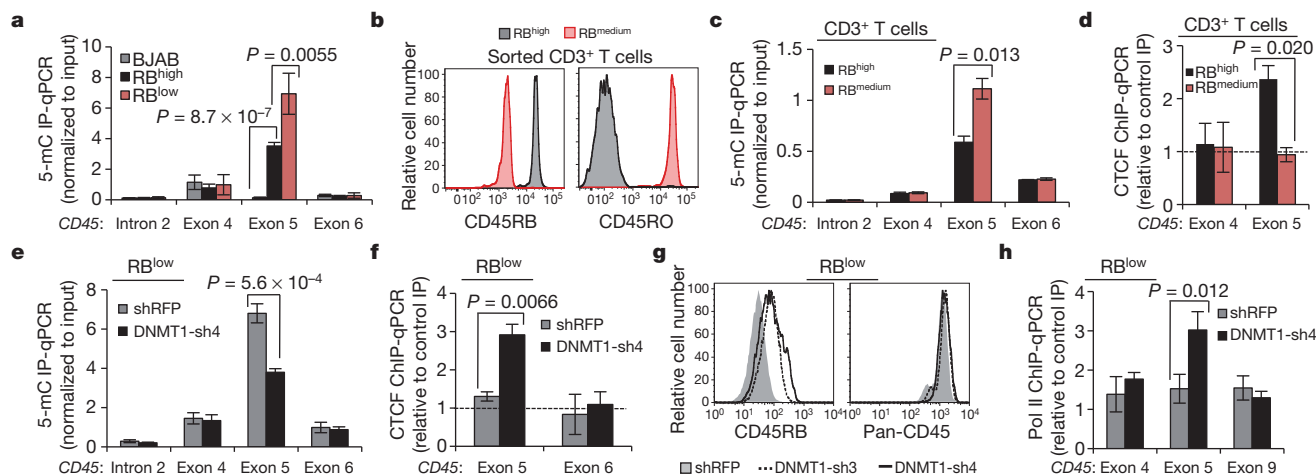 a
5-mC IP-qPCR
(normalized to input)
10
8
6
4
2
0
BJAB
RBhigh
RBlow
P = 0.0055
P = 8.7 × 10−7
CD45: Intron 2 Exon 4 Exon 5 Exon 6
b
RBhigh RBmedium
Sorted CD3+ T cells
Relative cell number
100
80
60
40
20
0
0 10² 10³ 10⁴ 10⁵
0 10² 10³ 10⁴ 10⁵
CD45RB CD45RO
c
CD3+ T cells
5-mC IP-qPCR
(normalized to input)
1.5
1
0.5
0
RBhigh
RBmedium
P = 0.013
CD45: Intron 2 Exon 4 Exon 5 Exon 6
d
CD3+ T cells
CTCF ChIP-qPCR
(relative to control IP)
3
2
1
0
RBhigh
RBmedium
P = 0.020
CD45: Exon 4 Exon 5
e
RBlow
5-mC IP-qPCR
(normalized to input)
8
6
4
2
0
P = 5.6 × 10−4
shRFP
DNMT1-sh4
CD45: Intron 2 Exon 4 Exon 5 Exon 6
f
RBlow
CTCF ChIP-qPCR
(relative to control IP)
4
3
2
1
0
P = 0.0066
shRFP
DNMT1-sh4
CD45: Exon 5 Exon 6
g
RBlow
Relative cell number
100
80
60
40
20
0
10⁰ 10¹ 10² 10³ 10⁴
10⁰ 10¹ 10² 10³ 10⁴
CD45RB Pan-CD45
shRFP DNMT1-sh3 DNMT1-sh4
h
RBlow
Pol II ChIP-qPCR
(relative to control IP)
4
3
2
1
0
P = 0.012
shRFP
DNMT1-sh4
CD45: Exon 4 Exon 5 Exon 9